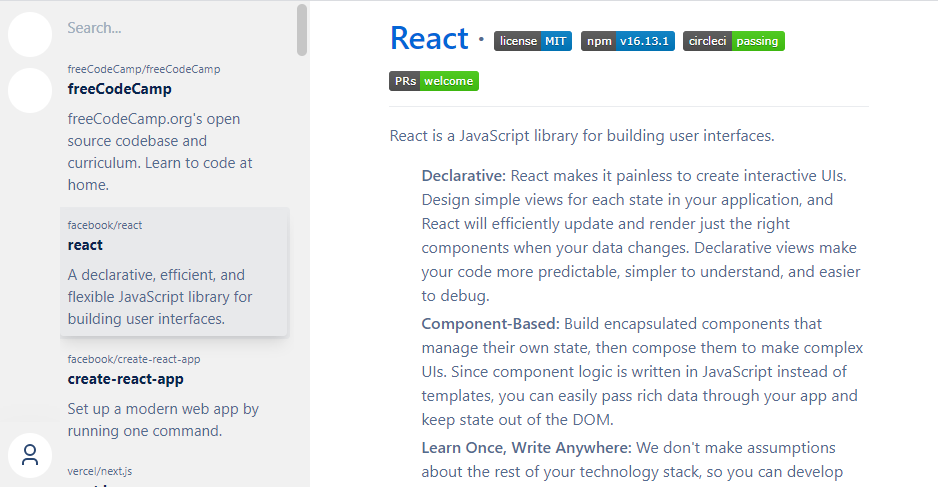 Search...
freeCodeCamp/freeCodeCamp
freeCodeCamp
freeCodeCamp.org's open
source codebase and
curriculum. Learn to code at
home.
facebook/react
react
A declarative, efficient, and
flexible JavaScript library for
building user interfaces.
facebook/create-react-app
create-react-app
Set up a modern web app by
running one command.
vercel/next.js
React · license MIT npm v16.13.1 circleci passing
PRs welcome
React is a JavaScript library for building user interfaces.
Declarative: React makes it painless to create interactive UIs.
Design simple views for each state in your application, and
React will efficiently update and render just the right
components when your data changes. Declarative views make
your code more predictable, simpler to understand, and easier
to debug.
Component-Based: Build encapsulated components that
manage their own state, then compose them to make complex
UIs. Since component logic is written in JavaScript instead of
templates, you can easily pass rich data through your app and
keep state out of the DOM.
Learn Once, Write Anywhere: We don't make assumptions
about the rest of your technology stack, so you can develop